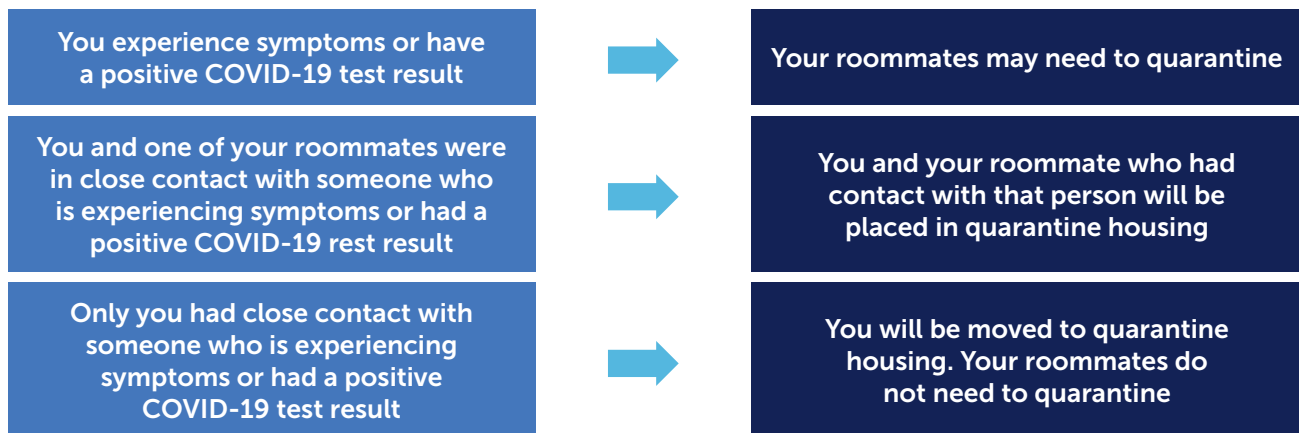 You experience symptoms or have
a positive COVID-19 test result
Your roommates may need to quarantine
You and one of your roommates were
in close contact with someone who
is experiencing symptoms or had a
positive COVID-19 rest result
You and your roommate who had
contact with that person will be
placed in quarantine housing
Only you had close contact with
someone who is experiencing
symptoms or had a positive
COVID-19 test result
You will be moved to quarantine
housing. Your roommates do
not need to quarantine